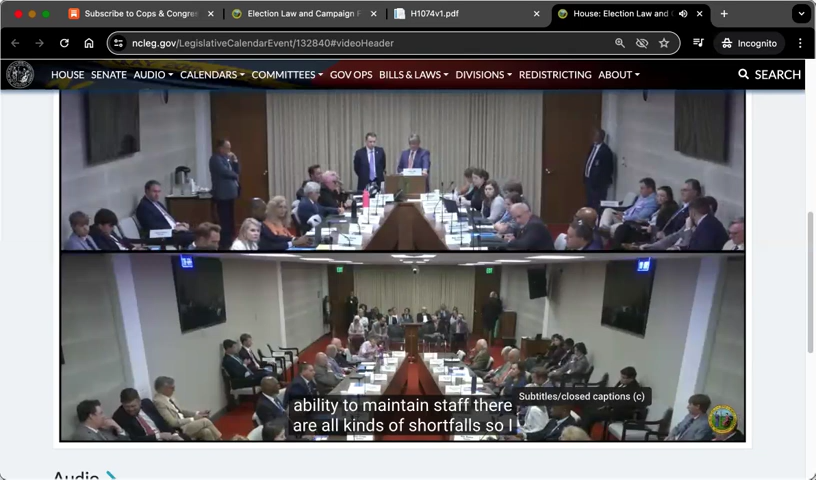 Subscribe to Cops & Congres
Election Law and Campaign F
H1074v1.pdf
House: Election Law and
ncleg.gov/LegislativeCalendarEvent/132840#videoHeader
Incognito
HOUSE SENATE AUDIO CALENDARS COMMITTEES GOV OPS BILLS & LAWS DIVISIONS REDISTRICTING ABOUT
SEARCH
Subtitles/closed captions (c)
ability to maintain staff there
are all kinds of shortfalls so I
Audio